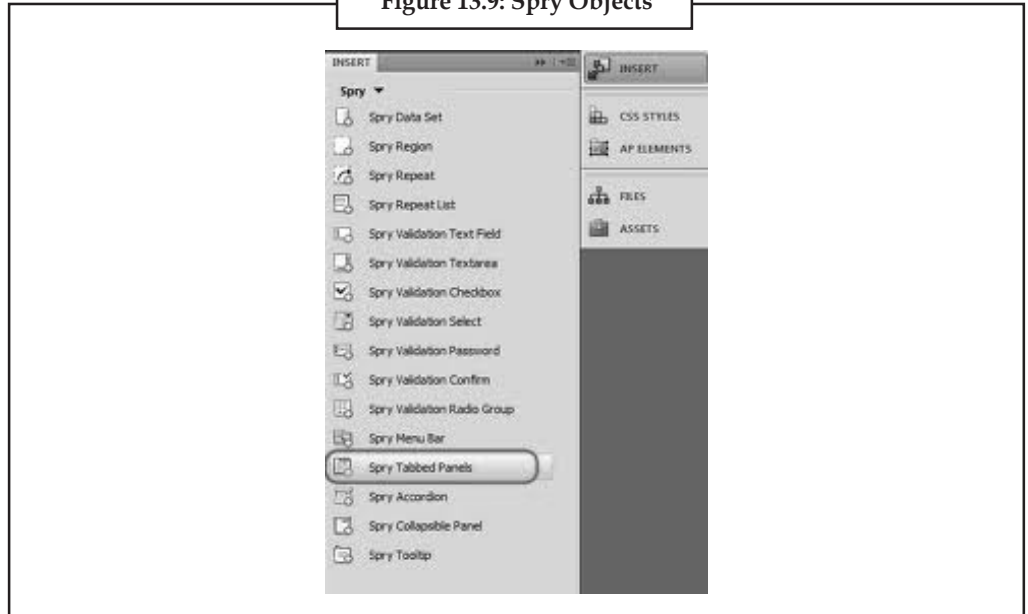 Figure 13.9: Spry Objects
INSERT
Spry
Spry Data Set
Spry Region
Spry Repeat
Spry Repeat List
Spry Validation Text Field
Spry Validation Textarea
Spry Validation Checkbox
Spry Validation Select
Spry Validation Password
Spry Validation Confirm
Spry Validation Radio Group
Spry Menu Bar
Spry Tabbed Panels
Spry Accordion
Spry Collapsible Panel
Spry Tooltip
INSERT
CSS STYLES
AP ELEMENTS
FILES
ASSETS